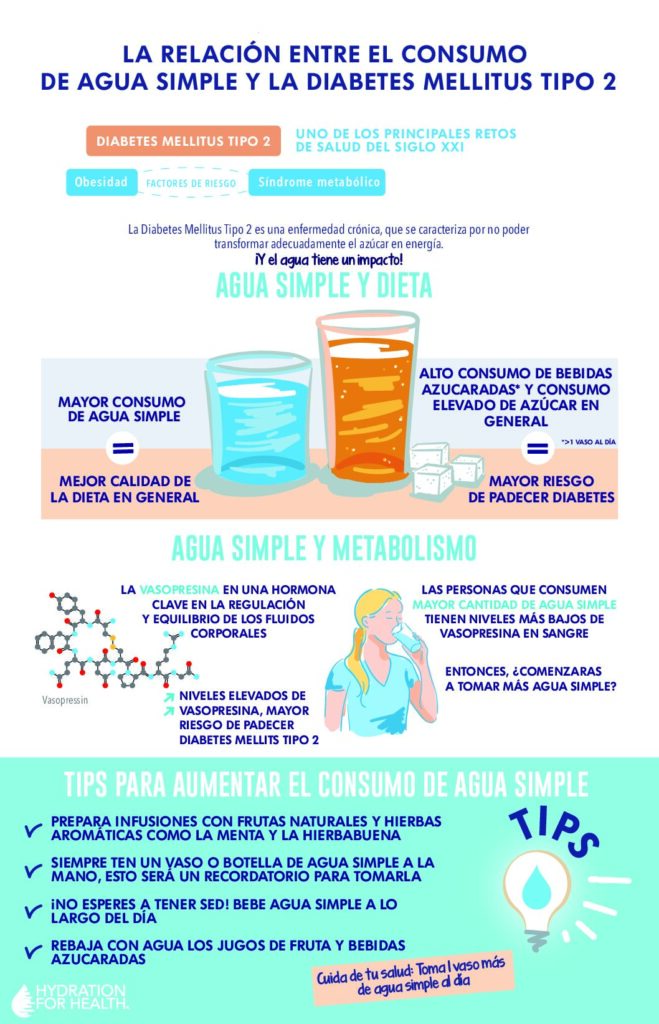 LA RELACIÓN ENTRE EL CONSUMO
DE AGUA SIMPLE Y LA DIABETES MELLITUS TIPO 2
DIABETES MELLITUS TIPO 2
UNO DE LOS PRINCIPALES RETOS
DE SALUD DEL SIGLO XXI
Obesidad
FACTORES DE RIESGO
Síndrome metabólico
La Diabetes Mellitus Tipo 2 es una enfermedad crónica, que se caracteriza por no poder
transformar adecuadamente el azúcar en energía.
¡Y el agua tiene un impacto!
AGUA SIMPLE Y DIETA
MAYOR CONSUMO
DE AGUA SIMPLE
=
MEJOR CALIDAD DE
LA DIETA EN GENERAL
ALTO CONSUMO DE BEBIDAS
AZUCARADAS* Y CONSUMO
ELEVADO DE AZÚCAR EN
GENERAL
*>1 VASO AL DÍA
=
MAYOR RIESGO
DE PADECER DIABETES
AGUA SIMPLE Y METABOLISMO
LA VASOPRESINA EN UNA HORMONA
CLAVE EN LA REGULACIÓN
Y EQUILIBRIO DE LOS FLUIDOS
CORPORALES
Vasopressin
NIVELES ELEVADOS DE
VASOPRESINA, MAYOR
RIESGO DE PADECER
DIABETES MELLITS TIPO 2
LAS PERSONAS QUE CONSUMEN
MAYOR CANTIDAD DE AGUA SIMPLE
TIENEN NIVELES MÁS BAJOS DE
VASOPRESINA EN SANGRE
ENTONCES, ¿COMENZARAS
A TOMAR MÁS AGUA SIMPLE?
TIPS PARA AUMENTAR EL CONSUMO DE AGUA SIMPLE
PREPARA INFUSIONES CON FRUTAS NATURALES Y HIERBAS
AROMÁTICAS COMO LA MENTA Y LA HIERBABUENA
SIEMPRE TEN UN VASO O BOTELLA DE AGUA SIMPLE A LA
MANO, ESTO SERÁ UN RECORDATORIO PARA TOMARLA
¡NO ESPERES A TENER SED! BEBE AGUA SIMPLE A LO
LARGO DEL DÍA
REBAJA CON AGUA LOS JUGOS DE FRUTA Y BEBIDAS
AZUCARADAS
TIPS
Cuida de tu salud: Toma 1 vaso más
de agua simple al día
HYDRATION
FOR HEALTH.